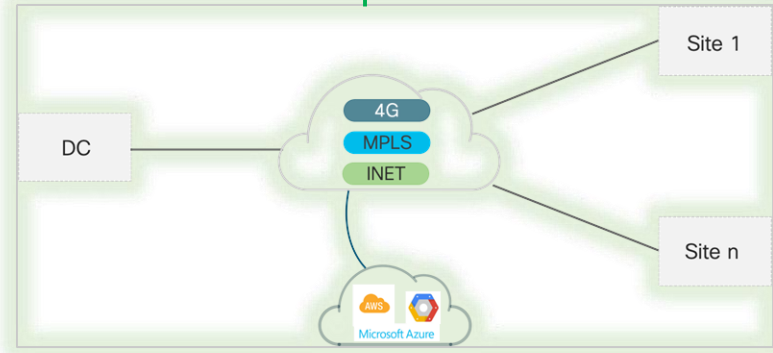 Site 1
4G
DC
MPLS
INET
Site n
AWS
Microsoft Azure